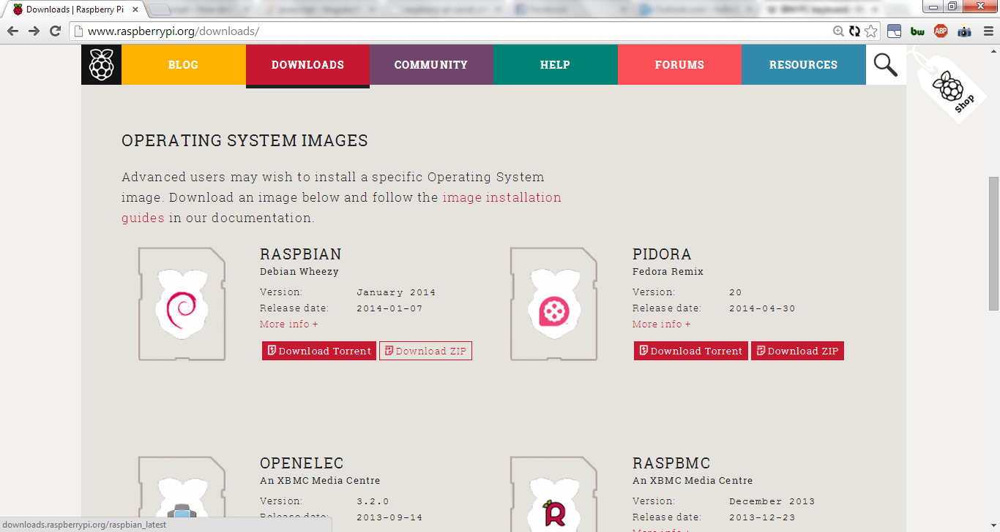 Downloads | Raspberry Pi
www.raspberrypi.org/downloads/
bw
ABP
BLOG
DOWNLOADS
COMMUNITY
HELP
FORUMS
RESOURCES
Shop
OPERATING SYSTEM IMAGES
Advanced users may wish to install a specific Operating System
image. Download an image below and follow the image installation
guides in our documentation.
RASPBIAN
Debian Wheezy
Version: January 2014
Release date: 2014-01-07
More info +
Download Torrent
Download ZIP
PIDORA
Fedora Remix
Version: 20
Release date: 2014-04-30
More info +
Download Torrent
Download ZIP
OPENELEC
An XBMC Media Centre
Version: 3.2.0
Release date: 2013-09-14
RASPBMC
An XBMC Media Centre
Version: December 2013
Release date: 2013-12-23
More info +
downloads.raspberrypi.org/raspbian_latest